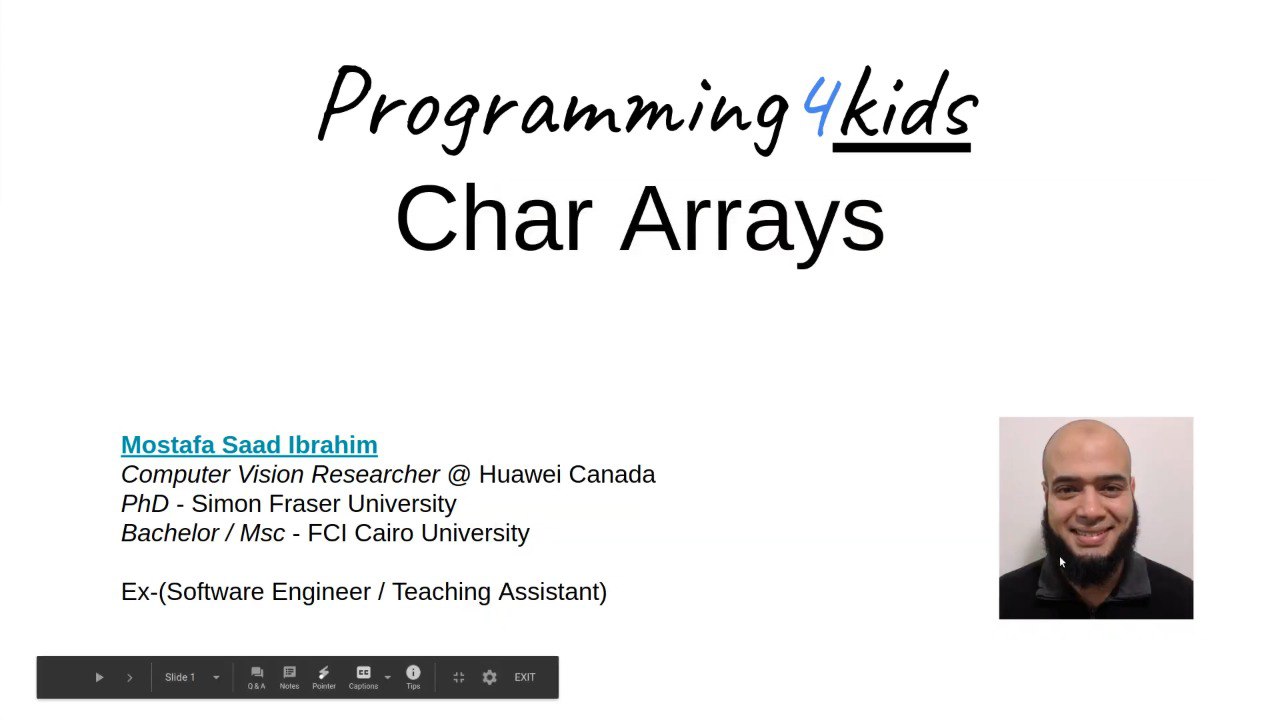 Programming4kids
Char Arrays
Mostafa Saad Ibrahim
Computer Vision Researcher @ Huawei Canada
PhD - Simon Fraser University
Bachelor / Msc - FCI Cairo University
Ex-(Software Engineer / Teaching Assistant)
Slide 1 Q & A Notes Pointer CC Captions Tips EXIT